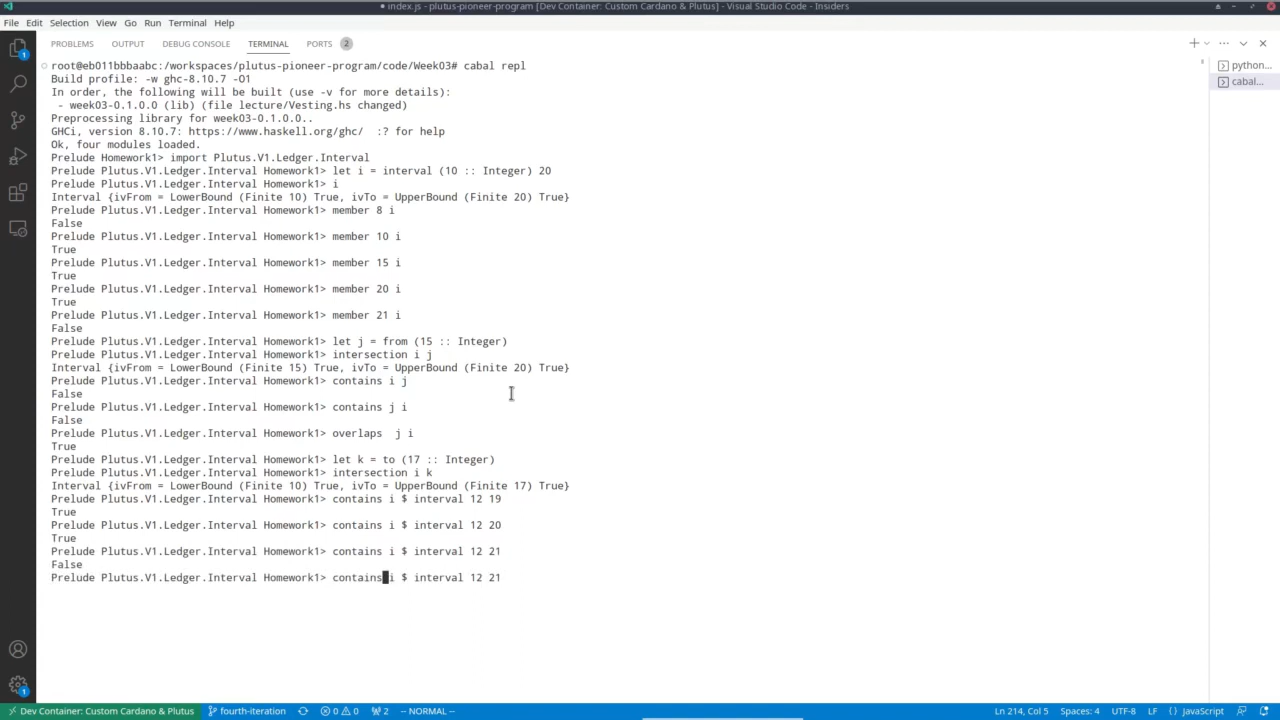 ● index.js - plutus-pioneer-program [Dev Container: Custom Cardano & Plutus] - Visual Studio Code - Insiders
File Edit Selection View Go Run Terminal Help
PROBLEMS OUTPUT DEBUG CONSOLE TERMINAL PORTS 2
root@eb011bbbaabc:/workspaces/plutus-pioneer-program/code/Week03# cabal repl
Build profile: -w ghc-8.10.7 -O1
In order, the following will be built (use -v for more details):
 - week03-0.1.0.0 (lib) (file lecture/Vesting.hs changed)
Preprocessing library for week03-0.1.0.0..
GHCi, version 8.10.7: https://www.haskell.org/ghc/  :? for help
Ok, four modules loaded.
Prelude Homework1> import Plutus.V1.Ledger.Interval
Prelude Plutus.V1.Ledger.Interval Homework1> let i = interval (10 :: Integer) 20
Prelude Plutus.V1.Ledger.Interval Homework1> i
Interval {ivFrom = LowerBound (Finite 10) True, ivTo = UpperBound (Finite 20) True}
Prelude Plutus.V1.Ledger.Interval Homework1> member 8 i
False
Prelude Plutus.V1.Ledger.Interval Homework1> member 10 i
True
Prelude Plutus.V1.Ledger.Interval Homework1> member 15 i
True
Prelude Plutus.V1.Ledger.Interval Homework1> member 20 i
True
Prelude Plutus.V1.Ledger.Interval Homework1> member 21 i
False
Prelude Plutus.V1.Ledger.Interval Homework1> let j = from (15 :: Integer)
Prelude Plutus.V1.Ledger.Interval Homework1> intersection i j
Interval {ivFrom = LowerBound (Finite 15) True, ivTo = UpperBound (Finite 20) True}
Prelude Plutus.V1.Ledger.Interval Homework1> contains i j
False
Prelude Plutus.V1.Ledger.Interval Homework1> contains j i
False
Prelude Plutus.V1.Ledger.Interval Homework1> overlaps  j i
True
Prelude Plutus.V1.Ledger.Interval Homework1> let k = to (17 :: Integer)
Prelude Plutus.V1.Ledger.Interval Homework1> intersection i k
Interval {ivFrom = LowerBound (Finite 10) True, ivTo = UpperBound (Finite 17) True}
Prelude Plutus.V1.Ledger.Interval Homework1> contains i $ interval 12 19
True
Prelude Plutus.V1.Ledger.Interval Homework1> contains i $ interval 12 20
True
Prelude Plutus.V1.Ledger.Interval Homework1> contains i $ interval 12 21
False
Prelude Plutus.V1.Ledger.Interval Homework1> contains i $ interval 12 21
python...
cabal...
1
1
Dev Container: Custom Cardano & Plutus fourth-iteration 0 0 2 -- NORMAL -- Ln 214, Col 5 Spaces: 4 UTF-8 LF {} JavaScript